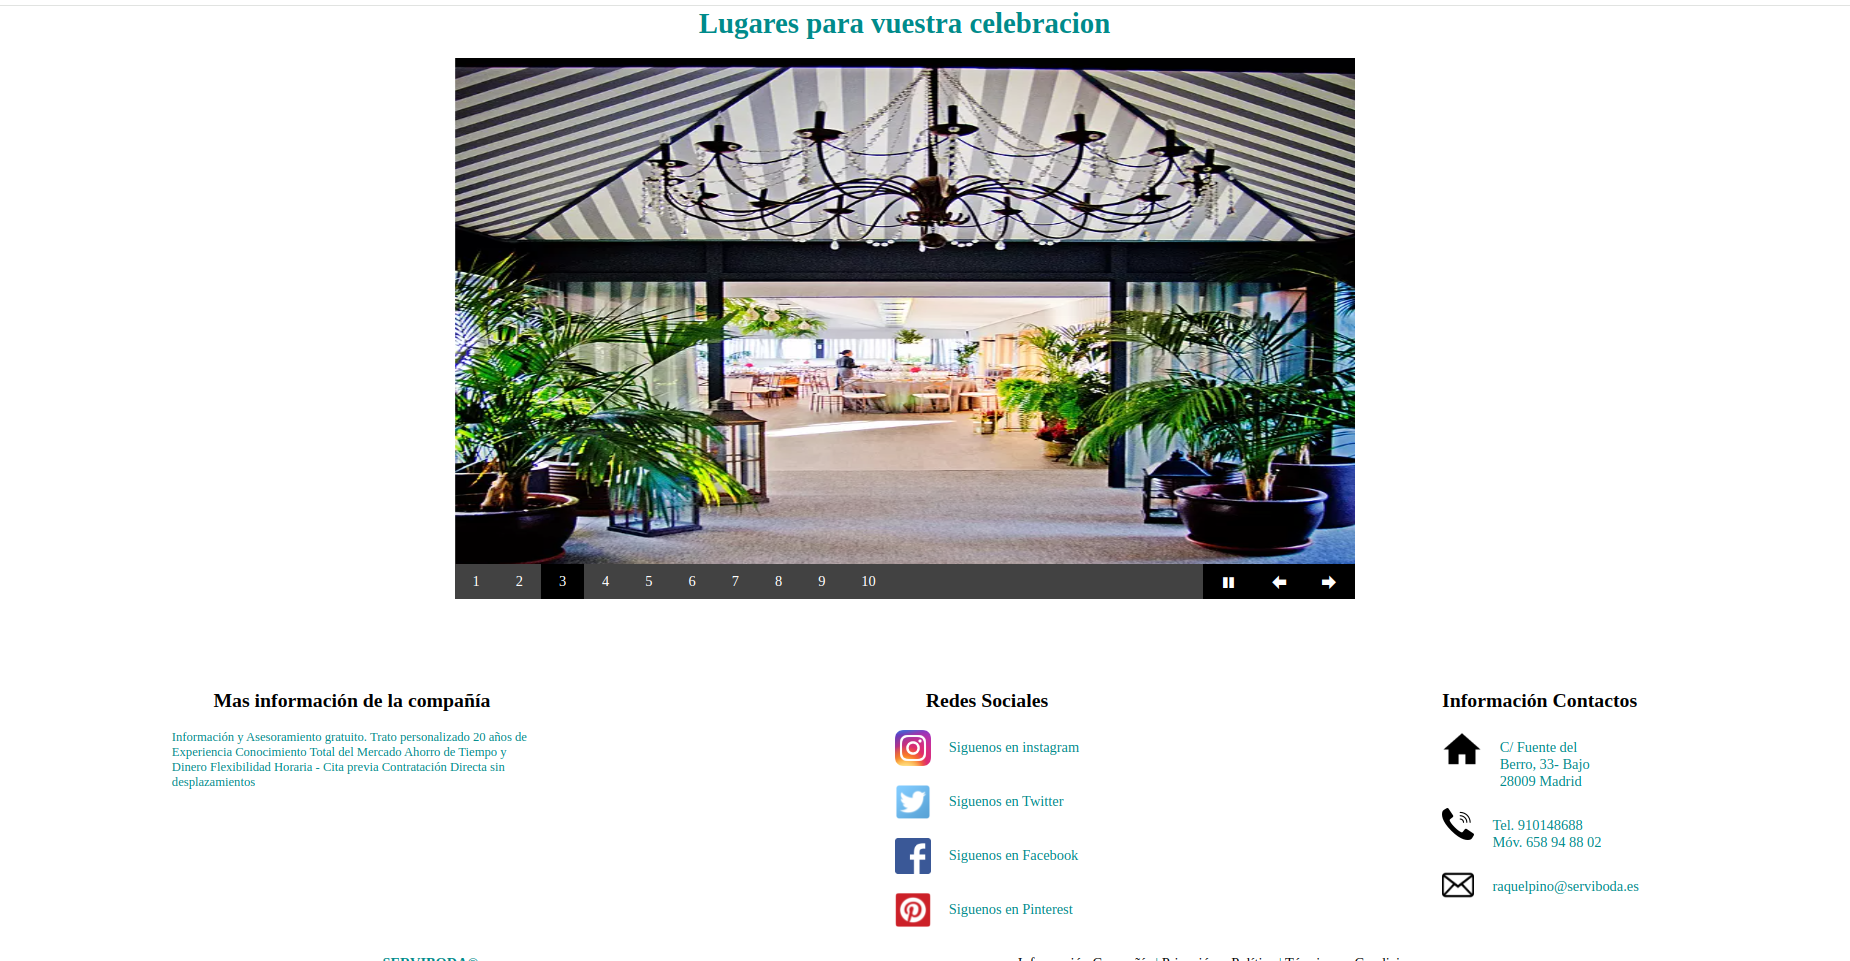 Lugares para vuestra celebracion
1 2 3 4 5 6 7 8 9 10
Mas información de la compañía
Información y Asesoramiento gratuito. Trato personalizado 20 años de
Experiencia Conocimiento Total del Mercado Ahorro de Tiempo y
Dinero Flexibilidad Horaria - Cita previa Contratación Directa sin
desplazamientos
Redes Sociales
Siguenos en instagram
Siguenos en Twitter
Siguenos en Facebook
Siguenos en Pinterest
Información Contactos
C/ Fuente del
Berro, 33- Bajo
28009 Madrid
Tel. 910148688
Móv. 658 94 88 02
raquelpino@serviboda.es
SERVIBODA®